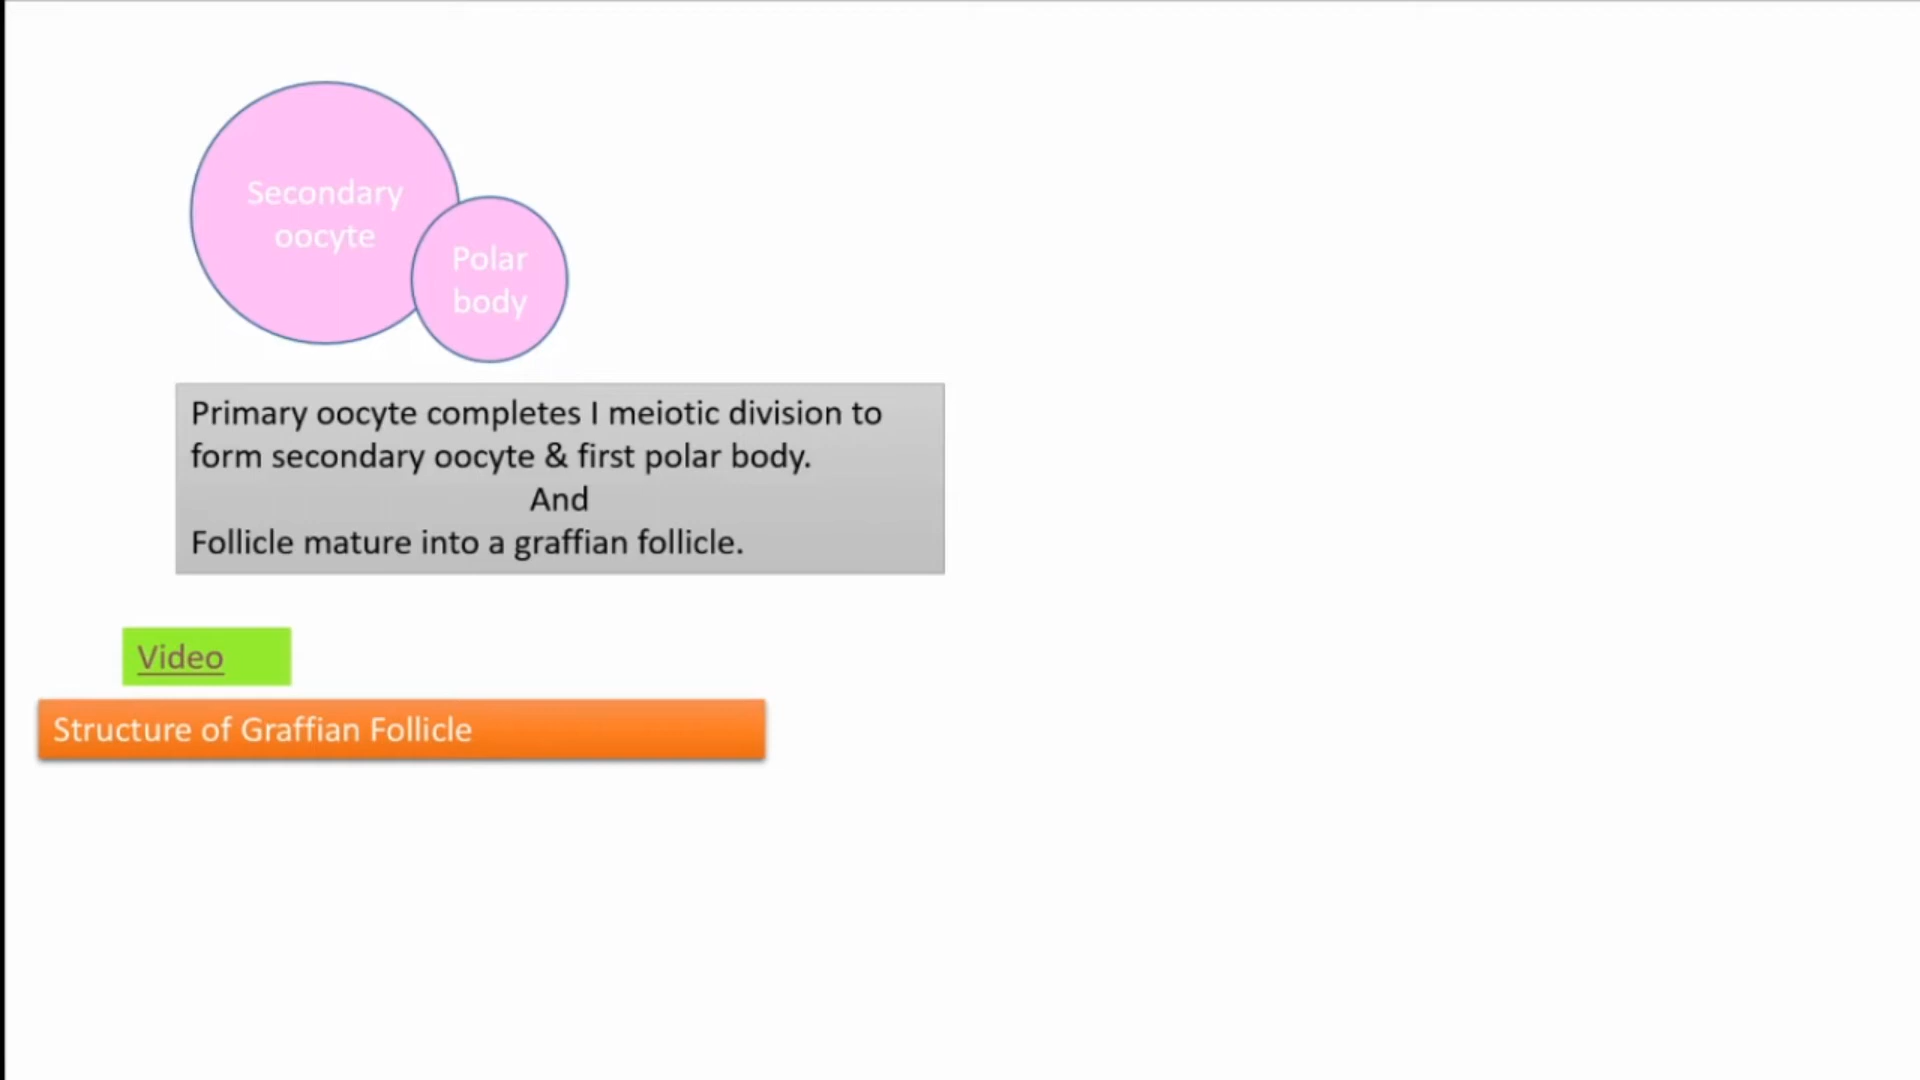 Secondary
oocyte
Polar
body
Primary oocyte completes I meiotic division to
form secondary oocyte & first polar body.
And
Follicle mature into a graffian follicle.
Video
Structure of Graffian Follicle